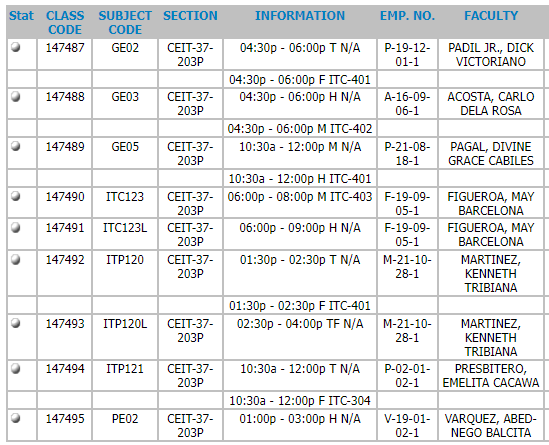 Stat CLASS CODE SUBJECT CODE SECTION INFORMATION EMP. NO. FACULTY
147487 GE02 CEIT-37-203P 04:30p - 06:00p T N/A P-19-12-01-1 PADIL JR., DICK VICTORIANO
04:30p - 06:00p F ITC-401
147488 GE03 CEIT-37-203P 04:30p - 06:00p H N/A A-16-09-06-1 ACOSTA, CARLO DELA ROSA
04:30p - 06:00p M ITC-402
147489 GE05 CEIT-37-203P 10:30a - 12:00p M N/A P-21-08-18-1 PAGAL, DIVINE GRACE CABILES
10:30a - 12:00p H ITC-401
147490 ITC123 CEIT-37-203P 06:00p - 08:00p M ITC-403 F-19-09-05-1 FIGUEROA, MAY BARCELONA
147491 ITC123L CEIT-37-203P 06:00p - 09:00p H N/A F-19-09-05-1 FIGUEROA, MAY BARCELONA
147492 ITP120 CEIT-37-203P 01:30p - 02:30p T N/A M-21-10-28-1 MARTINEZ, KENNETH TRIBIANA
01:30p - 02:30p F ITC-401
147493 ITP120L CEIT-37-203P 02:30p - 04:00p TF N/A M-21-10-28-1 MARTINEZ, KENNETH TRIBIANA
147494 ITP121 CEIT-37-203P 10:30a - 12:00p T N/A P-02-01-02-1 PRESBITERO, EMELITA CACAWA
10:30a - 12:00p F ITC-304
147495 PE02 CEIT-37-203P 01:00p - 03:00p H N/A V-19-01-02-1 VARQUEZ, ABED-NEGO BALCITA